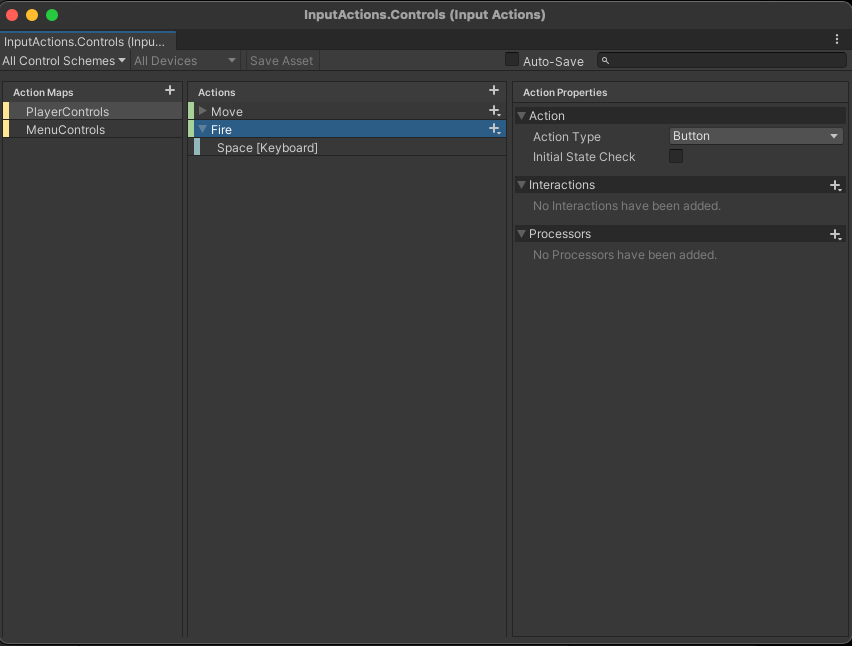 InputActions.Controls (Input Actions)
InputActions.Controls (Inpu...
All Control Schemes All Devices Save Asset Auto-Save
Action Maps + Actions + Action Properties
PlayerControls
MenuControls
Move +
Fire +
Space [Keyboard]
Action
Action Type Button
Initial State Check
Interactions +
No Interactions have been added.
Processors +
No Processors have been added.